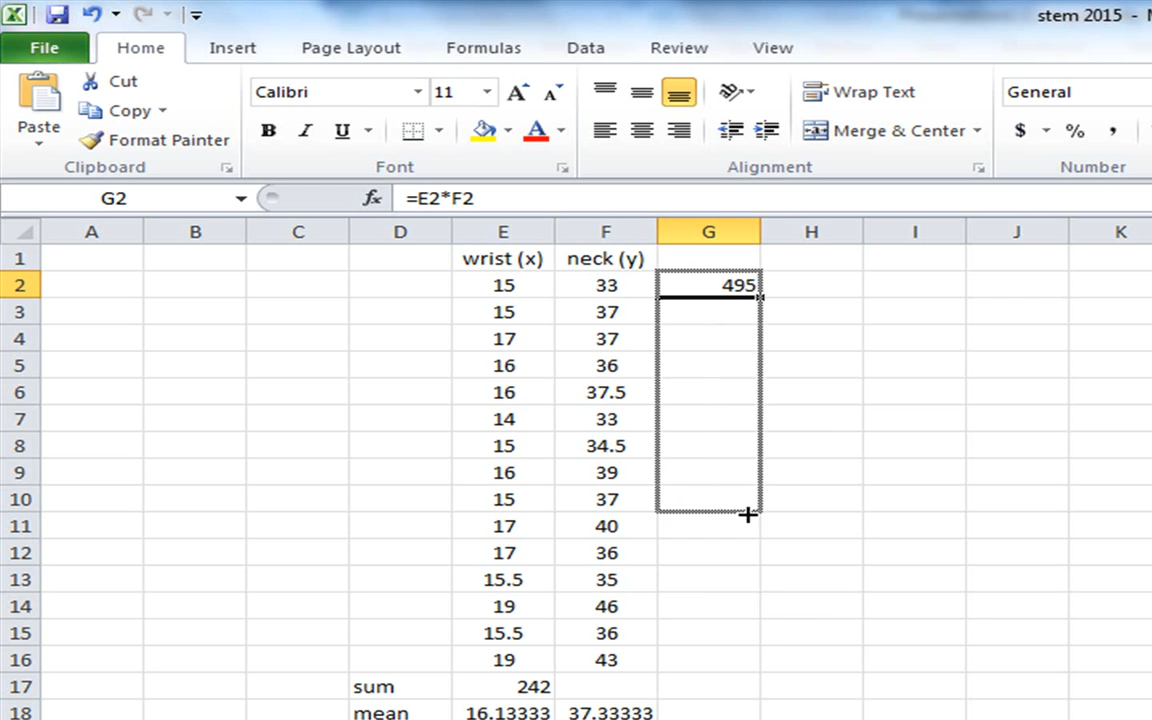 stem 2015 -
File Home Insert Page Layout Formulas Data Review View
Paste Cut Calibri 11 A A Wrap Text General
Copy
Format Painter B I U A Merge & Center $ % ,
Clipboard Font Alignment Number
G2 fx =E2*F2
A B C D E F G H I J K
1 wrist (x) neck (y)
2 15 33 495
3 15 37
4 17 37
5 16 36
6 16 37.5
7 14 33
8 15 34.5
9 16 39
10 15 37
11 17 40
12 17 36
13 15.5 35
14 19 46
15 15.5 36
16 19 43
17 sum 242
18 mean 16.13333 37.33333